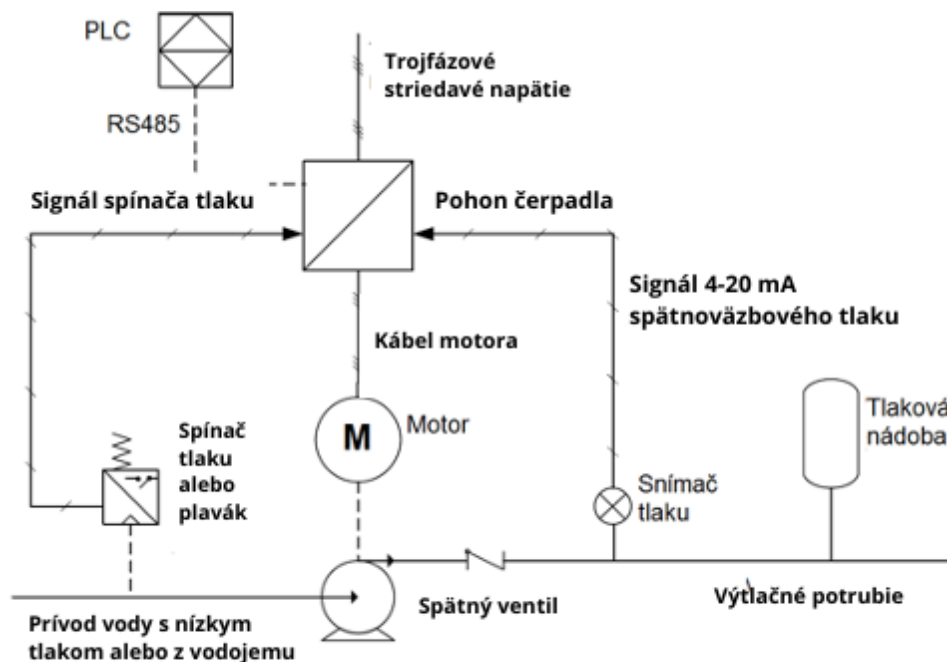 PLC
Trojfázové
striedavé napätie
RS485
Signál spínača tlaku
Pohon čerpadla
Signál 4-20 mA
spätnoväzbového tlaku
Kábel motora
Spínač
tlaku
alebo
plavák
M
Motor
Tlaková
nádoba
Snímač
tlaku
Prívod vody s nízkym
tlakom alebo z vodojemu
Spätný ventil
Výtlačné potrubie